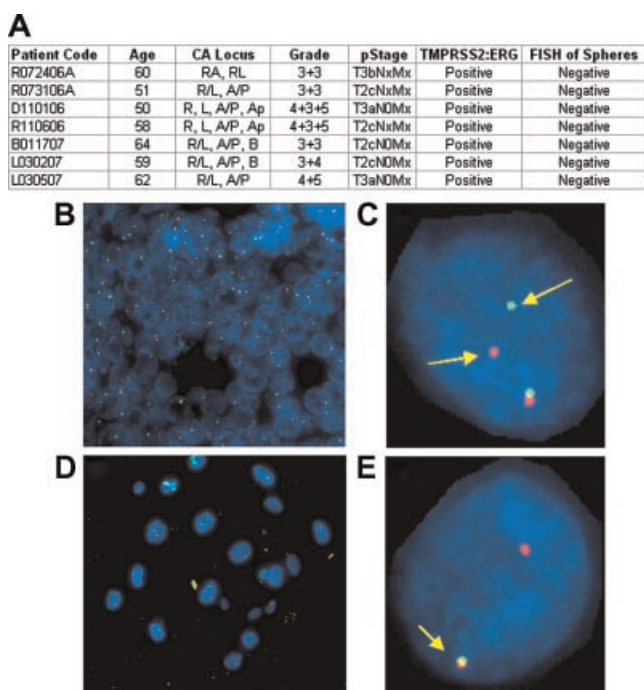 A
Patient Code Age CA Locus Grade pStage TMPRSS2:ERG FISH of Spheres
R072406A 60 RA, RL 3+3 T3bNxMx Positive Negative
R073106A 51 R/L, A/P 3+3 T2cNxMx Positive Negative
D110106 50 R, L, A/P, Ap 4+3+5 T3aN0Mx Positive Negative
R110606 58 R, L, A/P, Ap 4+3+5 T2cNxMx Positive Negative
B011707 64 R/L, A/P, B 3+3 T2cN0Mx Positive Negative
L030207 59 R/L, A/P, B 3+4 T2cN0Mx Positive Negative
L030507 62 R/L, A/P 4+5 T3aN0Mx Positive Negative
B C
D E